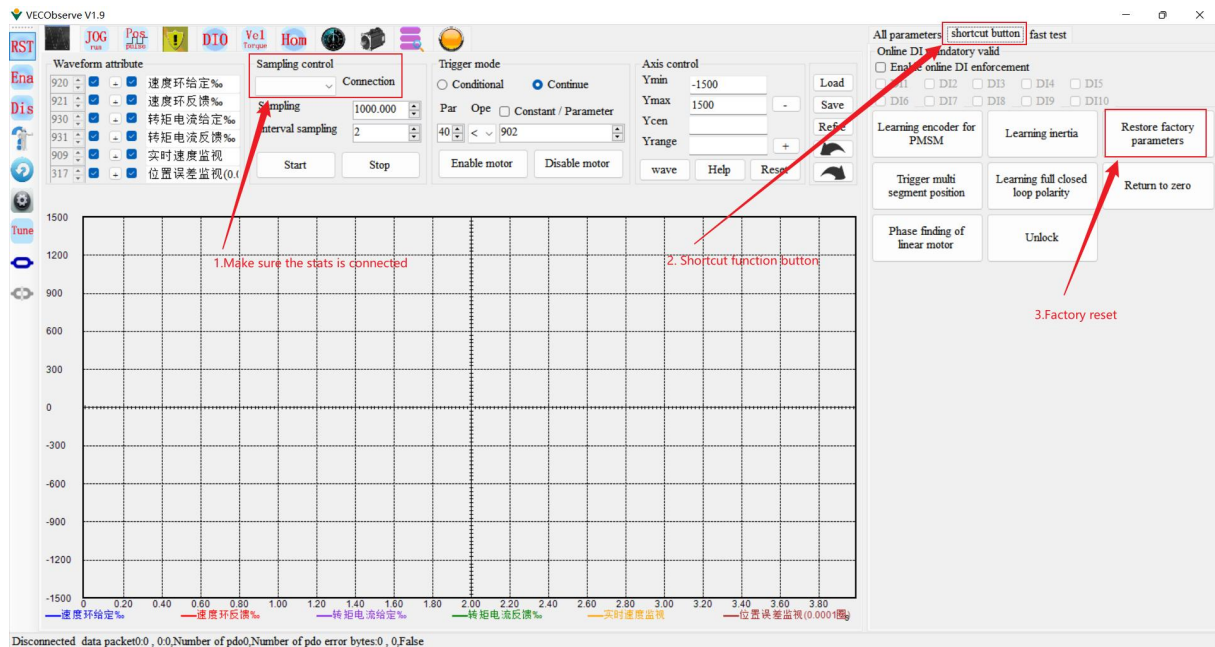 VECObserve V1.9
RST
JOG
run
Pos
pulse
DIO
Vel
Torque
Hom
All parameters
shortcut button
fast test
Ena
Dis
Tune
Waveform attribute
920
速度环给定‰
921
速度环反馈‰
930
转矩电流给定‰
931
转矩电流反馈‰
909
实时速度监视
317
位置误差监视(0.(
Sampling control
Connection
Sampling
1000.000
Interval sampling
2
Start
Stop
Trigger mode
Conditional
Continue
Par
Ope
Constant / Parameter
40
<
902
Enable motor
Disable motor
Axis control
Ymin
-1500
Ymax
1500
-
Ycen
Yrange
+
wave
Help
Reset
Load
Save
Online DI mandatory valid
Enable online DI enforcement
DI1
DI2
DI3
DI4
DI5
DI6
DI7
DI8
DI9
DI10
Learning encoder for PMSM
Learning inertia
Restore factory parameters
Trigger multi segment position
Learning full closed loop polarity
Return to zero
Phase finding of linear motor
Unlock
1.Make sure the stats is connected
2. Shortcut function button
3.Factory reset
1500
1200
900
600
300
0
-300
-600
-900
-1200
-1500
0
0.20
0.40
0.60
0.80
1.00
1.20
1.40
1.60
1.80
2.00
2.20
2.40
2.60
2.80
3.00
3.20
3.40
3.60
3.80
速度环给定‰
速度环反馈‰
转矩电流给定‰
转矩电流反馈‰
实时速度监视
位置误差监视(0.0001圈)
Disconnected data packet0:0 , 0:0,Number of pdo0,Number of pdo error bytes:0 , 0,False